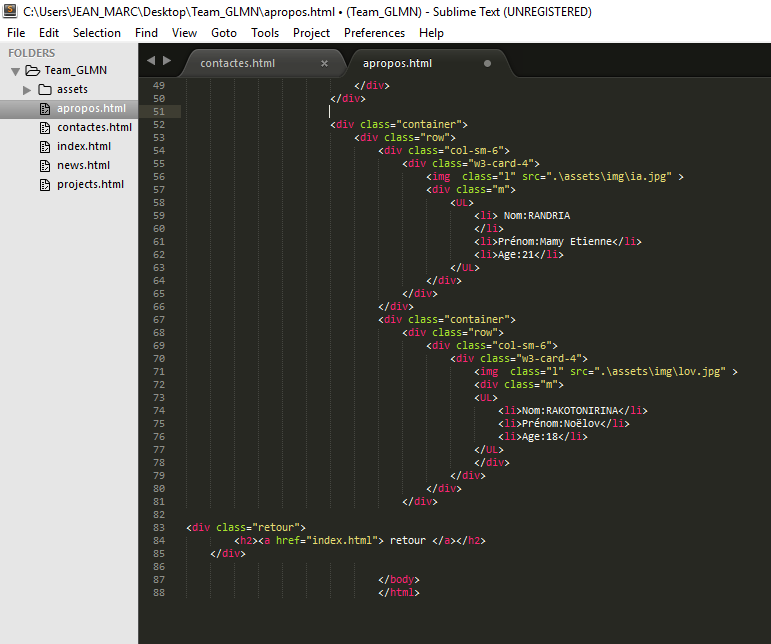 C:\Users\JEAN_MARC\Desktop\Team_GLMN\apropos.html • (Team_GLMN) - Sublime Text (UNREGISTERED)
File Edit Selection Find View Goto Tools Project Preferences Help
FOLDERS
Team_GLMN
assets
apropos.html
contactes.html
index.html
news.html
projects.html
contactes.html × apropos.html
49 </div>
50 </div>
51
52 <div class="container">
53 <div class="row">
54 <div class="col-sm-6">
55 <div class="w3-card-4">
56 <img  class="l" src=".\assets\img\ia.jpg" >
57 <div class="m">
58 <UL>
59 <li> Nom:RANDRIA
60 </li>
61 <li>Prénom:Mamy Etienne</li>
62 <li>Age:21</li>
63 </UL>
64 </div>
65 </div>
66 </div>
67 <div class="container">
68 <div class="row">
69 <div class="col-sm-6">
70 <div class="w3-card-4">
71 <img  class="l" src=".\assets\img\lov.jpg" >
72 <div class="m">
73 <UL>
74 <li>Nom:RAKOTONIRINA</li>
75 <li>Prénom:Noëlov</li>
76 <li>Age:18</li>
77 </UL>
78 </div>
79 </div>
80 </div>
81 </div>
82
83 <div class="retour">
84 <h2><a href="index.html"> retour </a></h2>
85 </div>
86
87 </body>
88 </html>